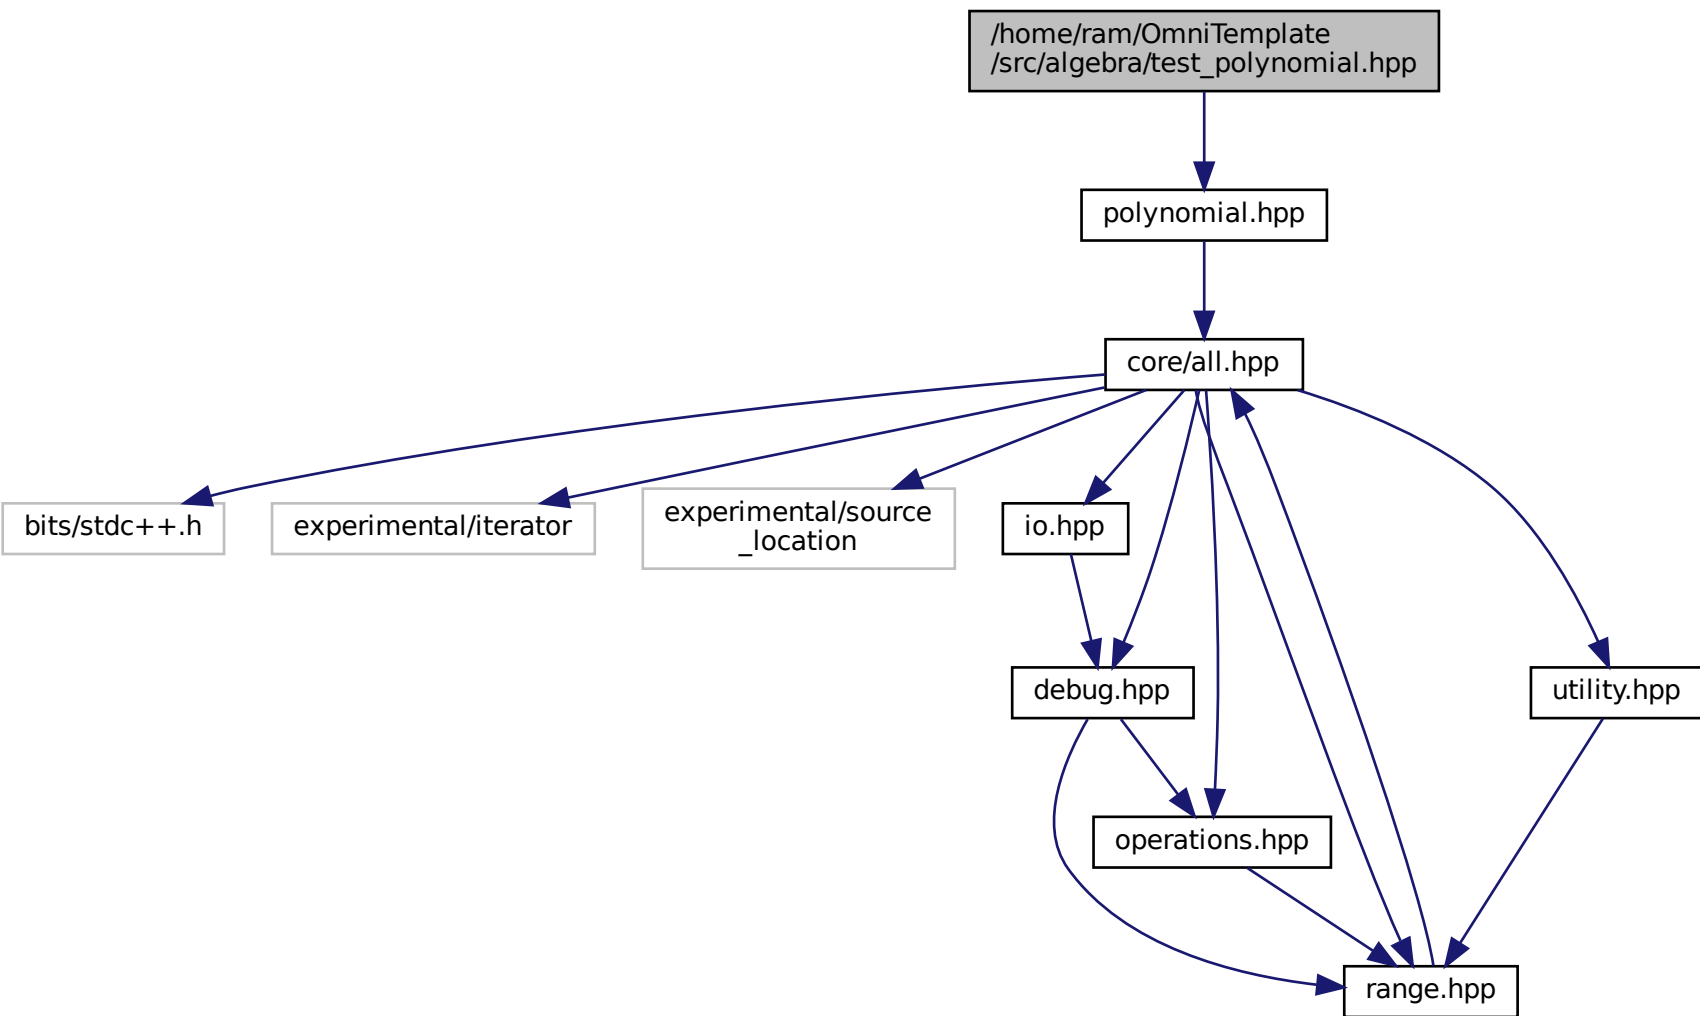 /home/ram/OmniTemplate
/src/algebra/test_polynomial.hpp
polynomial.hpp
core/all.hpp
bits/stdc++.h
experimental/iterator
experimental/source
_location
io.hpp
debug.hpp
utility.hpp
operations.hpp
range.hpp